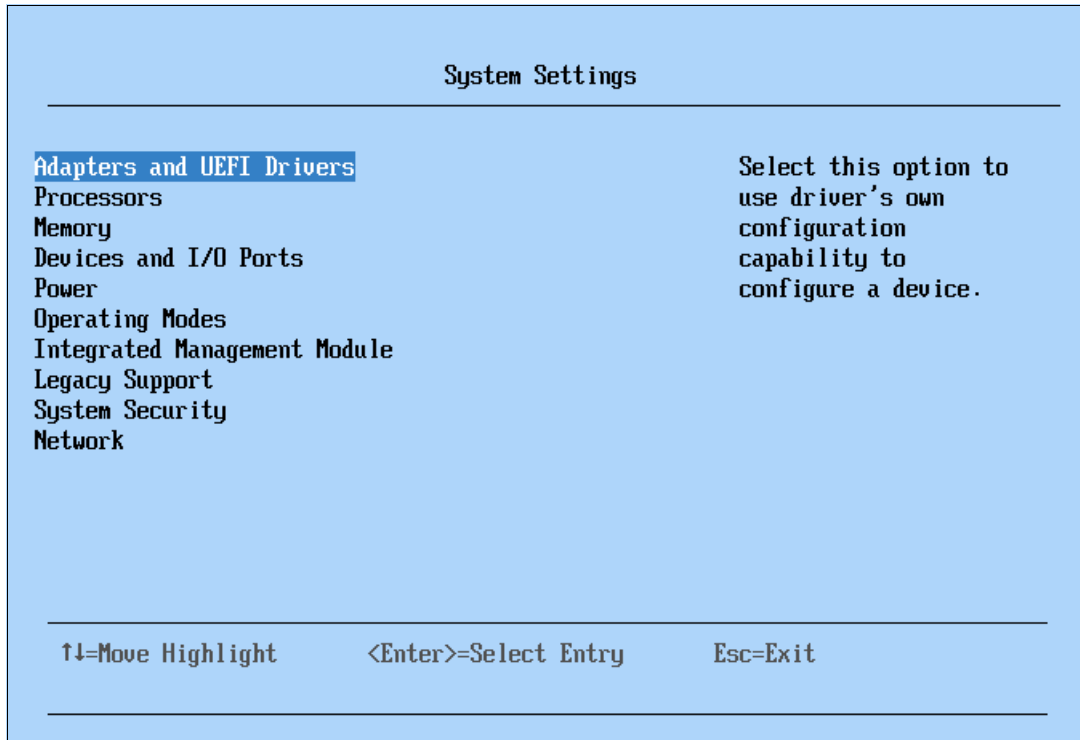 System Settings
Adapters and UEFI Drivers
Processors
Memory
Devices and I/O Ports
Power
Operating Modes
Integrated Management Module
Legacy Support
System Security
Network
Select this option to
use driver's own
configuration
capability to
configure a device.
↑↓=Move Highlight <Enter>=Select Entry Esc=Exit